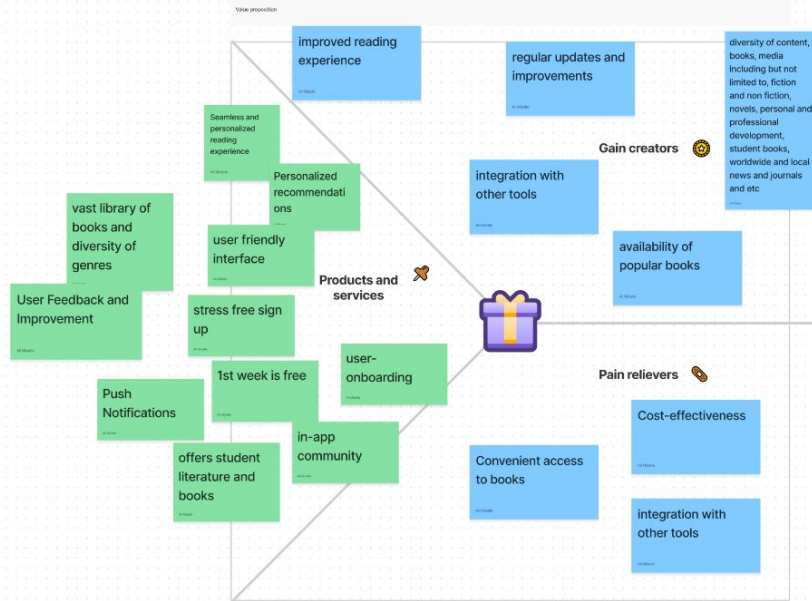 Value proposition
improved reading
experience
regular updates and
improvements
diversity of content,
books, media
including but not
limited to, fiction
and non fiction,
novels, personal and
professional
development,
student books,
worldwide and local
news and journals
and etc
Seamless and
personalized
reading
experience
Gain creators
Personalized
recommendati
ons
integration with
other tools
vast library of
books and
diversity of
genres
user friendly
interface
availability of
popular books
Products and
services
User Feedback and
Improvement
stress free sign
up
user-
onboarding
1st week is free
Pain relievers
Push
Notifications
Cost-effectiveness
in-app
community
offers student
literature and
books
Convenient access
to books
integration with
other tools